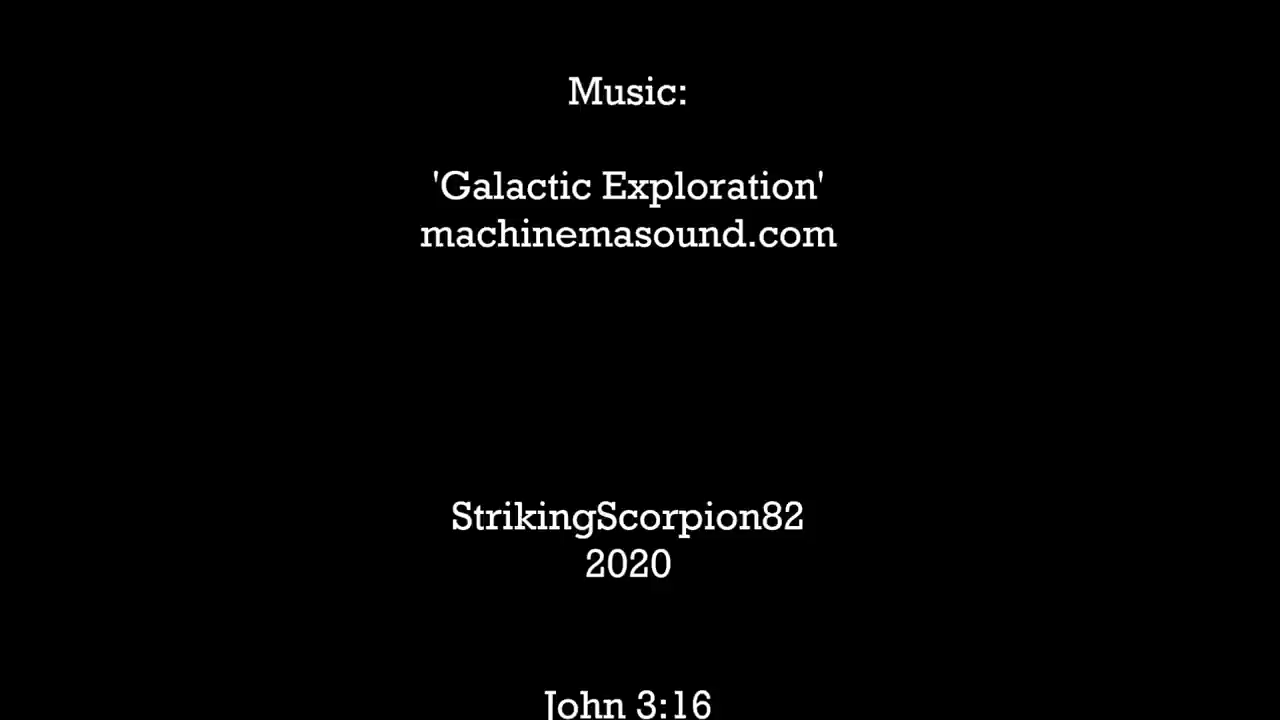 Music:
'Galactic Exploration'
machinemasound.com
StrikingScorpion82
2020
John 3:16